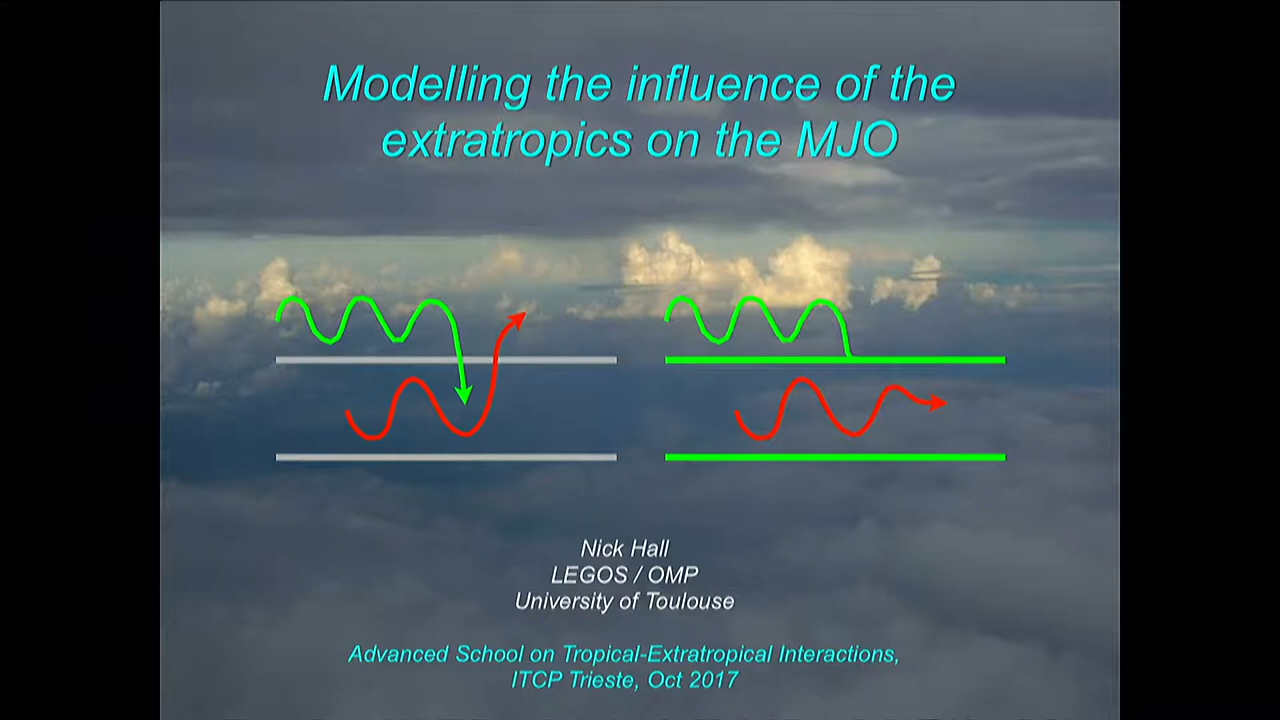 Modelling the influence of the
extratropics on the MJO
Nick Hall
LEGOS / OMP
University of Toulouse
Advanced School on Tropical-Extratropical Interactions,
ITCP Trieste, Oct 2017